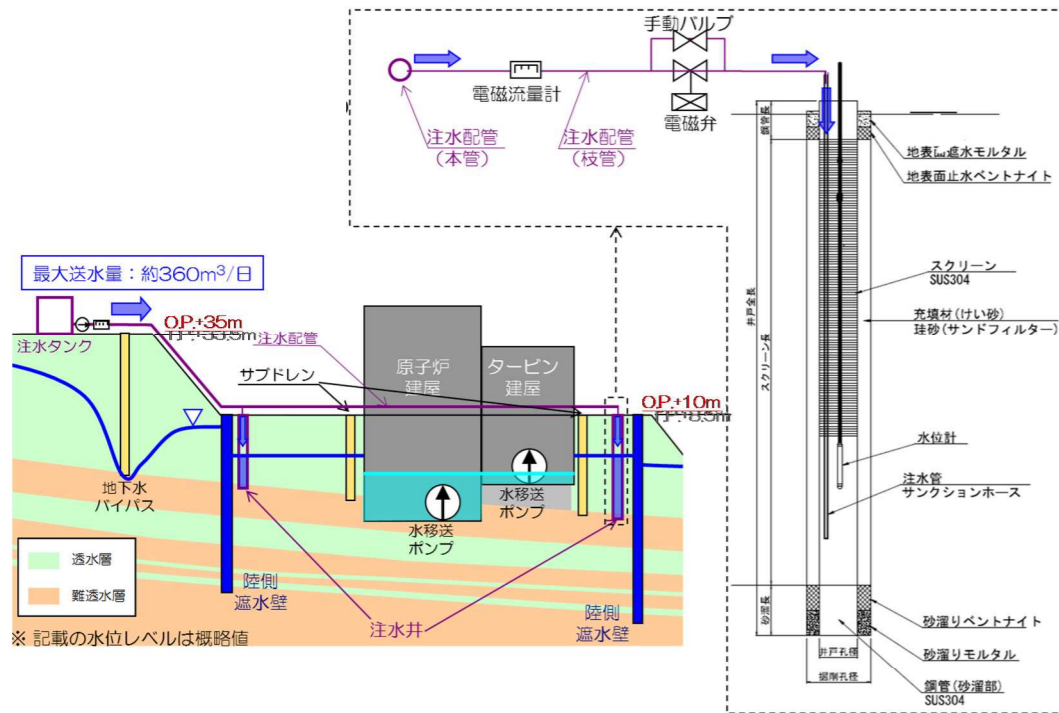 手動バルブ
電磁流量計
電磁弁
注水配管
(本管)
注水配管
(枝管)
鋼管長
井戸全長
スクリーン長
砂溜長
地表面遮水モルタル
地表面止水ベントナイト
スクリーン
SUS304
充填材(けい砂)
珪砂(サンドフィルター)
水位計
注水管
サンクションホース
砂溜りベントナイト
砂溜りモルタル
鋼管(砂溜部)
SUS304
井戸孔径
掘削孔径
最大送水量:約360m³/日
注水タンク
O.P.+35m
注水配管
サブドレン
原子炉
建屋
タービン
建屋
O.P.+10m
地下水
バイパス
水移送
ポンプ
水移送
ポンプ
透水層
難透水層
陸側
遮水壁
注水井
陸側
遮水壁
※ 記載の水位レベルは概略値